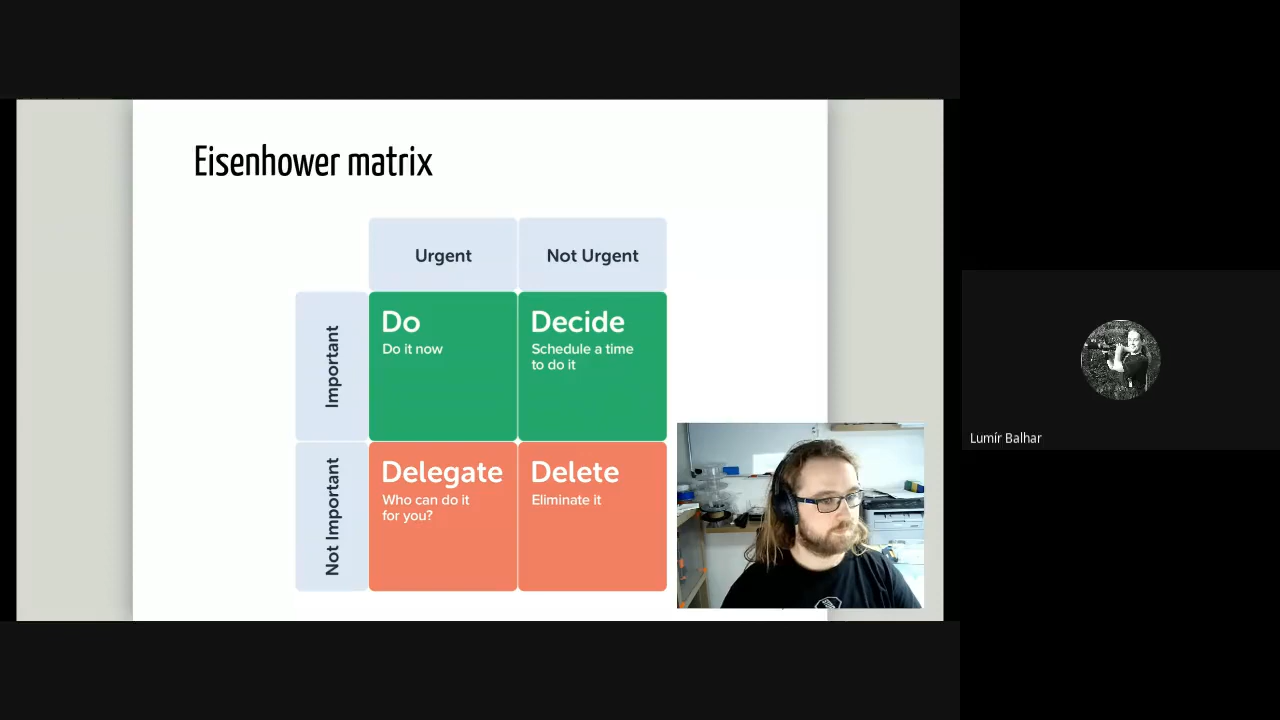 Eisenhower matrix
Urgent
Not Urgent
Important
Do
Do it now
Decide
Schedule a time
to do it
Not Important
Delegate
Who can do it
for you?
Delete
Eliminate it
Lumír Balhar